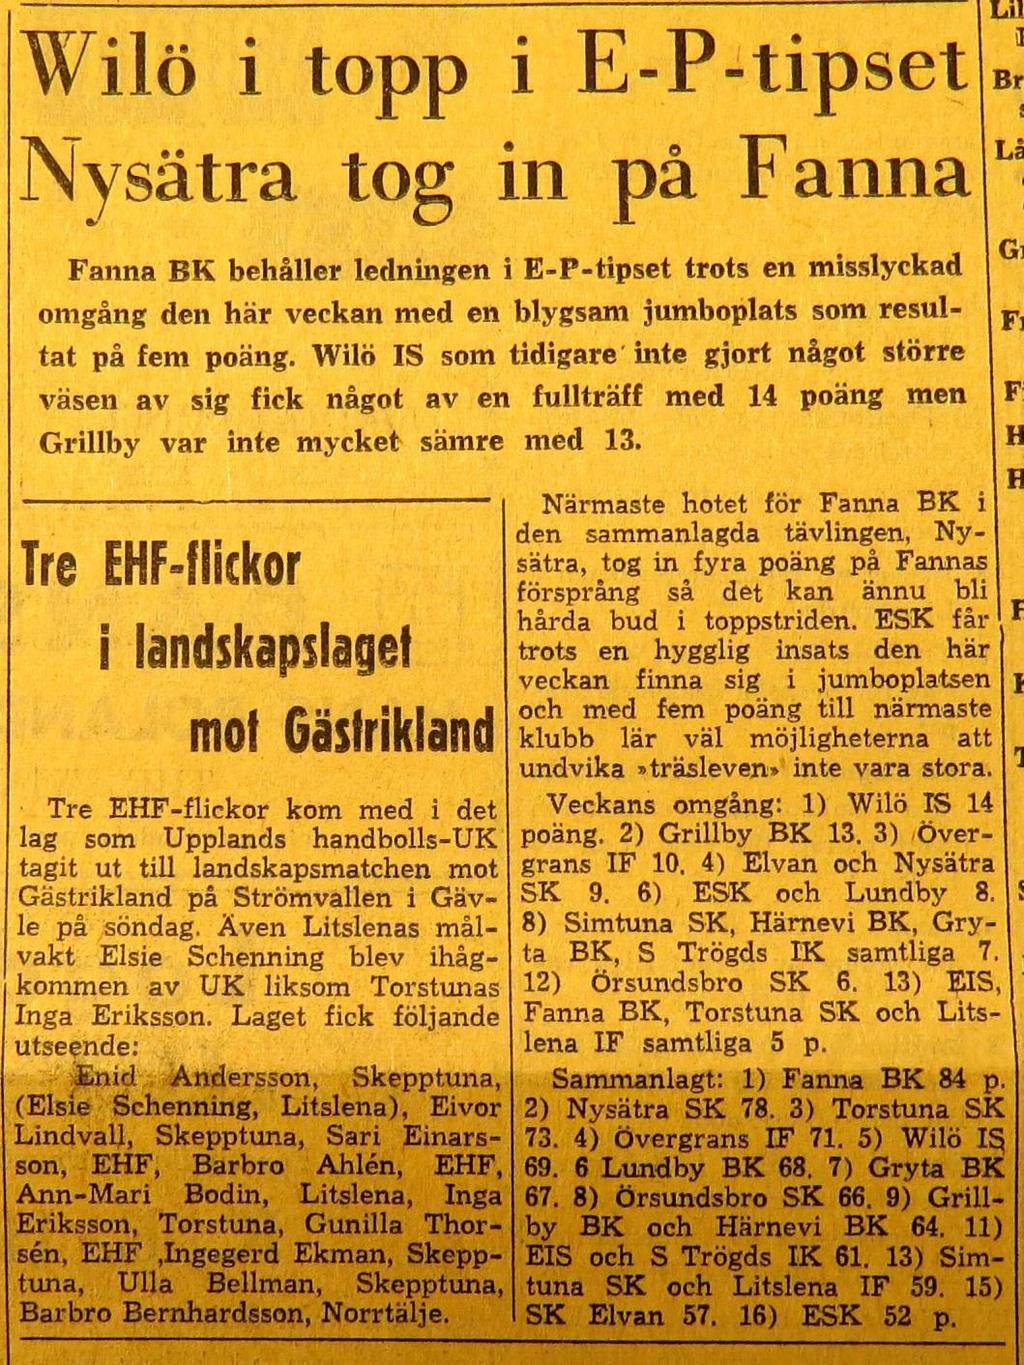 Wilö i topp i E-P-tipset
Nysätra tog in på Fanna
Fanna BK behåller ledningen i E-P-tipset trots en misslyckad
omgång den här veckan med en blygsam jumboplats som resul-
tat på fem poäng. Wilö IS som tidigare inte gjort något större
väsen av sig fick något av en fullträff med 14 poäng men
Grillby var inte mycket sämre med 13.
Tre EHF-flickor
i landskapslaget
mot Gästrikland
Tre EHF-flickor kom med i det
lag som Upplands handbolls-UK
tagit ut till landskapsmatchen mot
Gästrikland på Strömvallen i Gäv-
le på söndag. Även Litslenas mål-
vakt Elsie Schenning blev ihåg-
kommen av UK liksom Torstunas
Inga Eriksson. Laget fick följande
utseende:
Enid Andersson, Skepptuna,
(Elsie Schenning, Litslena), Eivor
Lindvall, Skepptuna, Sari Einars-
son, EHF, Barbro Ahlén, EHF,
Ann-Mari Bodin, Litslena, Inga
Eriksson, Torstuna, Gunilla Thor-
sén, EHF ,Ingegerd Ekman, Skepp-
tuna, Ulla Bellman, Skepptuna,
Barbro Bernhardsson, Norrtälje.
Närmaste hotet för Fanna BK i
den sammanlagda tävlingen, Ny-
sätra, tog in fyra poäng på Fannas
försprång så det kan ännu bli
hårda bud i toppstriden. ESK får
trots en hygglig insats den här
veckan finna sig i jumboplatsen
och med fem poäng till närmaste
klubb lär väl möjligheterna att
undvika »träsleven» inte vara stora.
Veckans omgång: 1) Wilö IS 14
poäng. 2) Grillby BK 13. 3) Över-
grans IF 10. 4) Elvan och Nysätra
SK 9. 6) ESK och Lundby 8.
8) Simtuna SK, Härnevi BK, Gry-
ta BK, S Trögds IK samtliga 7.
12) Örsundsbro SK 6. 13) EIS,
Fanna BK, Torstuna SK och Lits-
lena IF samtliga 5 p.
Sammanlagt: 1) Fanna BK 84 p.
2) Nysätra SK 78. 3) Torstuna SK
73. 4) Övergrans IF 71. 5) Wilö IS
69. 6 Lundby BK 68. 7) Gryta BK
67. 8) Örsundsbro SK 66. 9) Grill-
by BK och Härnevi BK 64. 11)
EIS och S Trögds IK 61. 13) Sim-
tuna SK och Litslena IF 59. 15)
SK Elvan 57. 16) ESK 52 p.